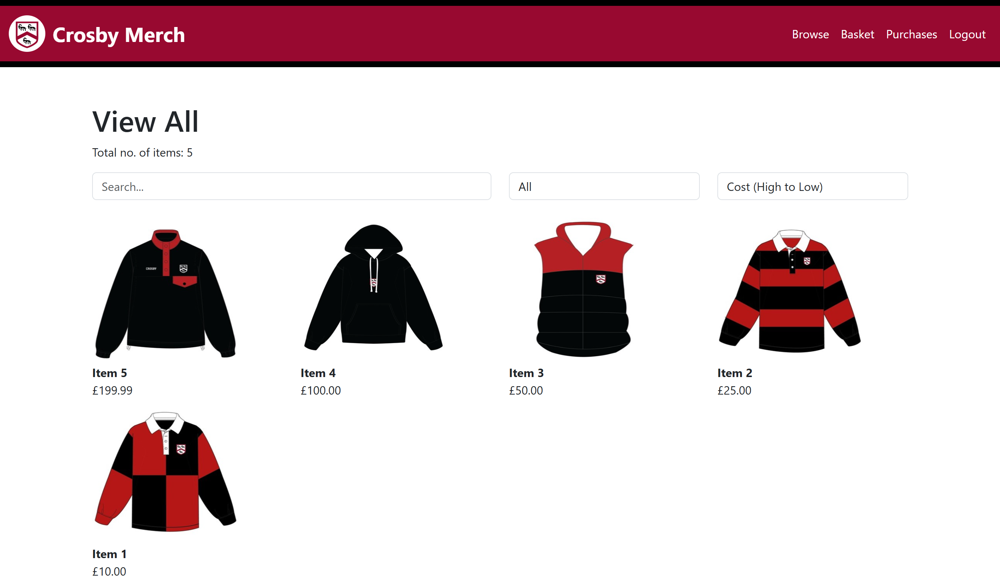 Crosby Merch
Browse Basket Purchases Logout
View All
Total no. of items: 5
Search...
All
Cost (High to Low)
CROSBY
Item 5
£199.99
Item 4
£100.00
Item 3
£50.00
Item 2
£25.00
Item 1
£10.00